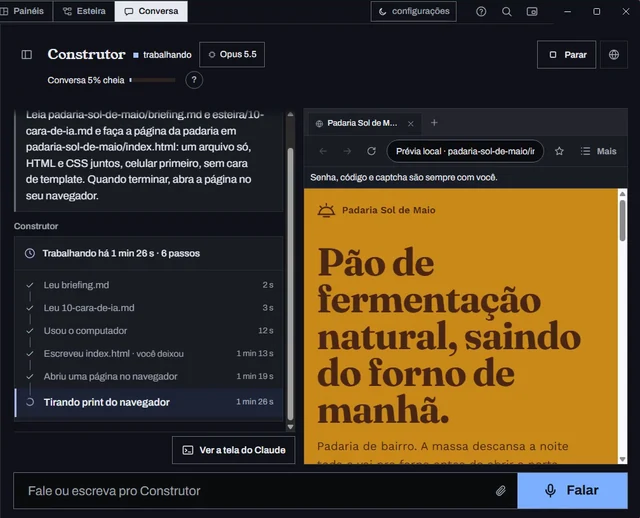 Painéis
Esteira
Conversa
configurações
Construtor
trabalhando
Opus 5.5
Parar
Conversa 5% cheia
?
Leia padaria-sol-de-maio/briefing.md e esteira/10-
cara-de-ia.md e faça a página da padaria em
padaria-sol-de-maio/index.html: um arquivo só,
HTML e CSS juntos, celular primeiro, sem cara
de template. Quando terminar, abra a página no
seu navegador.
Construtor
Trabalhando há 1 min 26 s · 6 passos
Leu briefing.md 2 s
Leu 10-cara-de-ia.md 3 s
Usou o computador 12 s
Escreveu index.html · você deixou 1 min 13 s
Abriu uma página no navegador 1 min 19 s
Tirando print do navegador 1 min 26 s
Ver a tela do Claude
Padaria Sol de M...
Prévia local · padaria-sol-de-maio/i
Mais
Senha, código e captcha são sempre com você.
Padaria Sol de Maio
Pão de
fermentação
natural, saindo
do forno de
manhã.
Padaria de bairro. A massa descansa a noite
Fale ou escreva pro Construtor
Falar